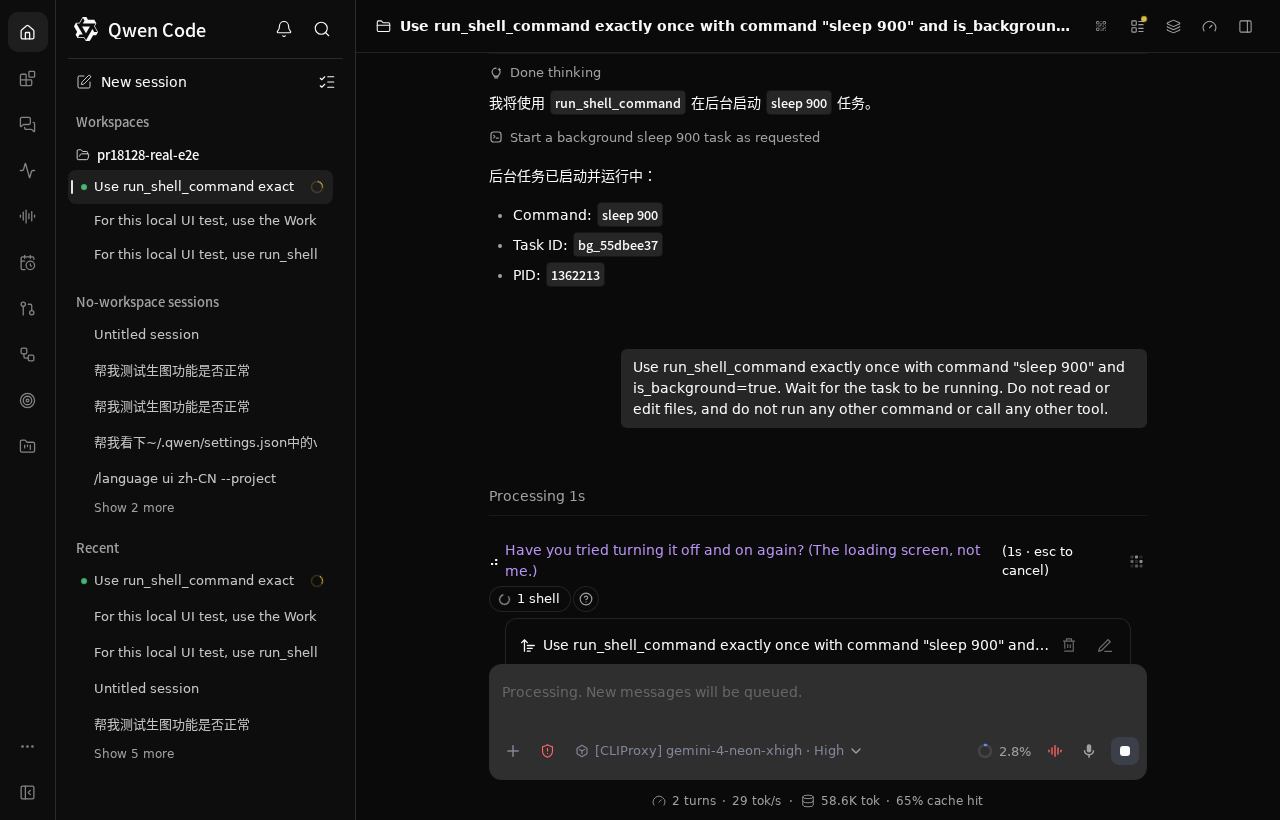 Qwen Code
New session
Workspaces
pr18128-real-e2e
Use run_shell_command exact
For this local UI test, use the Work
For this local UI test, use run_shell
No-workspace sessions
Untitled session
帮我测试生图功能是否正常
帮我测试生图功能是否正常
帮我看下~/.qwen/settings.json中的v
/language ui zh-CN --project
Show 2 more
Recent
Use run_shell_command exact
For this local UI test, use the Work
For this local UI test, use run_shell
Untitled session
帮我测试生图功能是否正常
Show 5 more
Use run_shell_command exactly once with command "sleep 900" and is_backgroun...
Done thinking
我将使用 run_shell_command 在后台启动 sleep 900 任务。
Start a background sleep 900 task as requested
后台任务已启动并运行中：
• Command: sleep 900
• Task ID: bg_55dbee37
• PID: 1362213
Use run_shell_command exactly once with command "sleep 900" and
is_background=true. Wait for the task to be running. Do not read or
edit files, and do not run any other command or call any other tool.
Processing 1s
Have you tried turning it off and on again? (The loading screen, not
me.)
(1s · esc to
cancel)
1 shell
Use run_shell_command exactly once with command "sleep 900" and...
Processing. New messages will be queued.
[CLIProxy] gemini-4-neon-xhigh · High
2.8%
2 turns · 29 tok/s · 58.6K tok · 65% cache hit